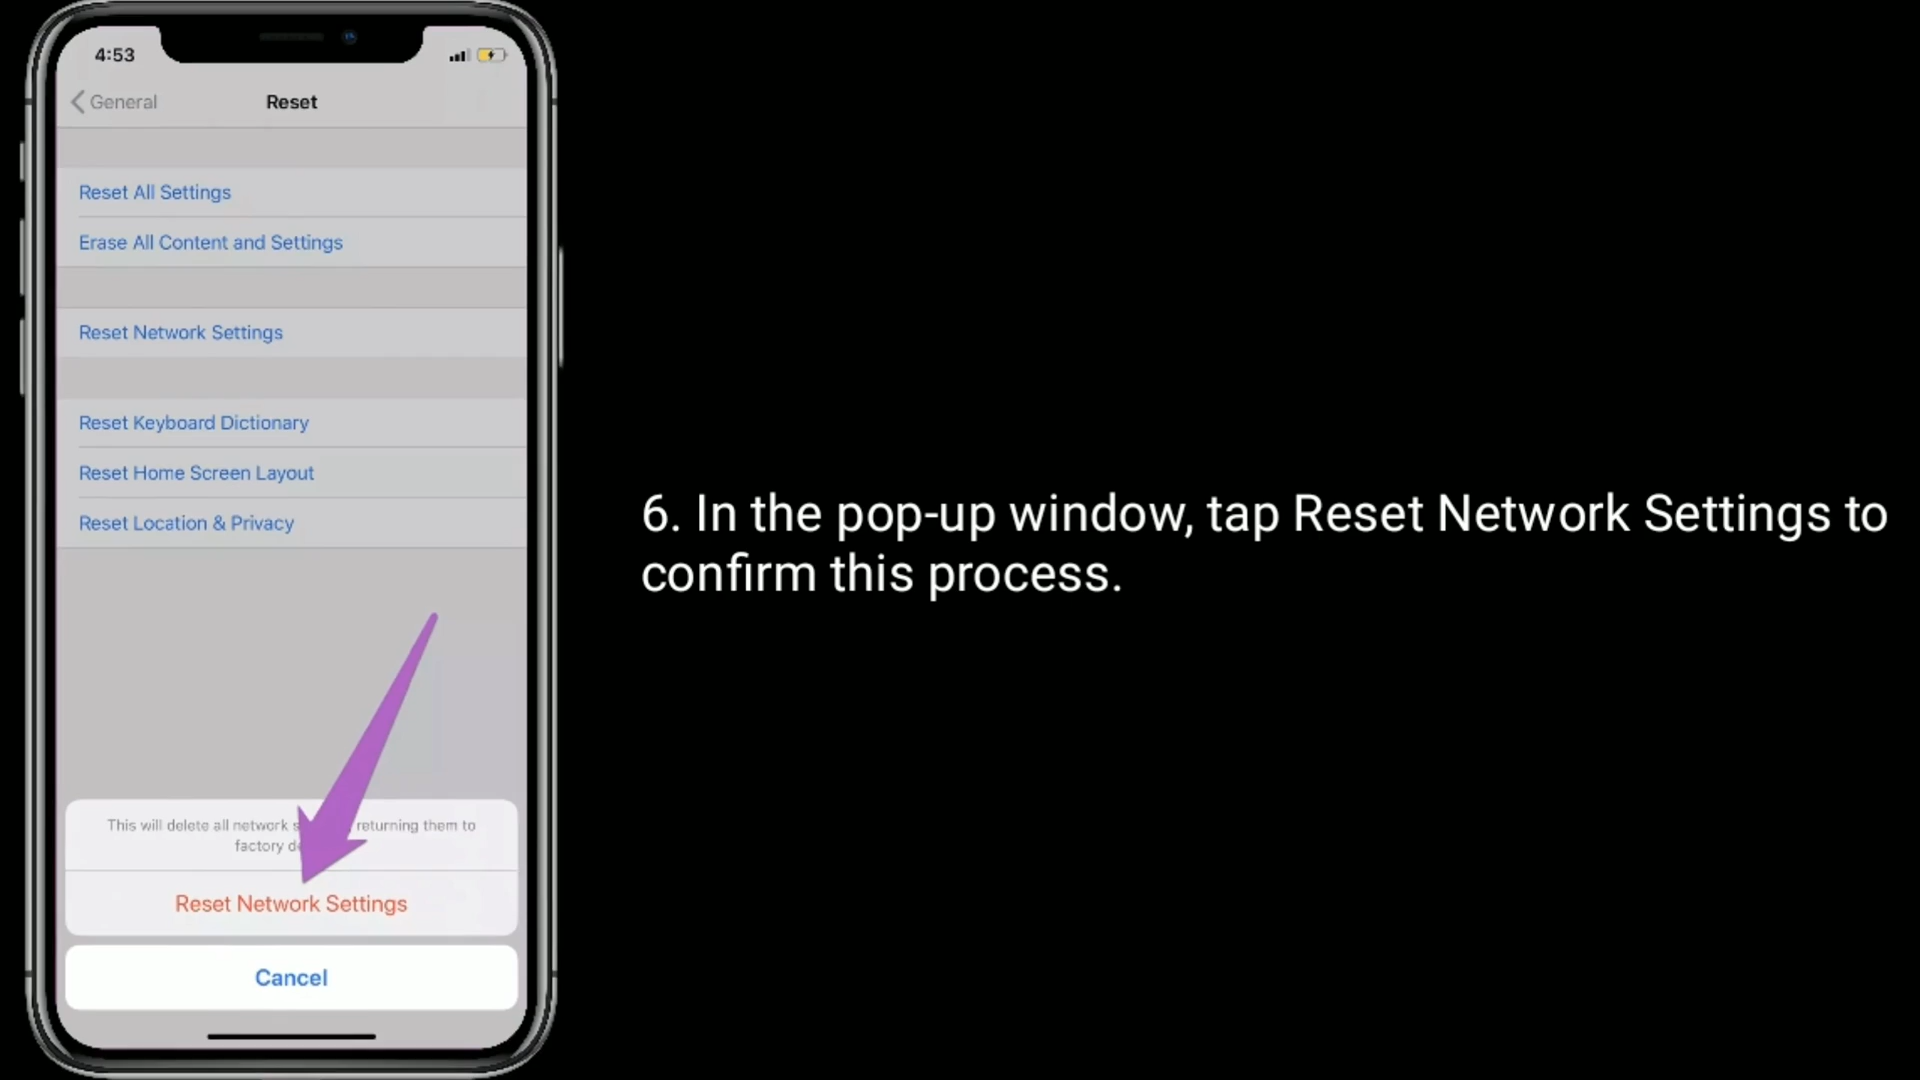 4:53
General
Reset
Reset All Settings
Erase All Content and Settings
Reset Network Settings
Reset Keyboard Dictionary
Reset Home Screen Layout
Reset Location & Privacy
This will delete all network s returning them to
factory de
Reset Network Settings
Cancel
6. In the pop-up window, tap Reset Network Settings to
confirm this process.